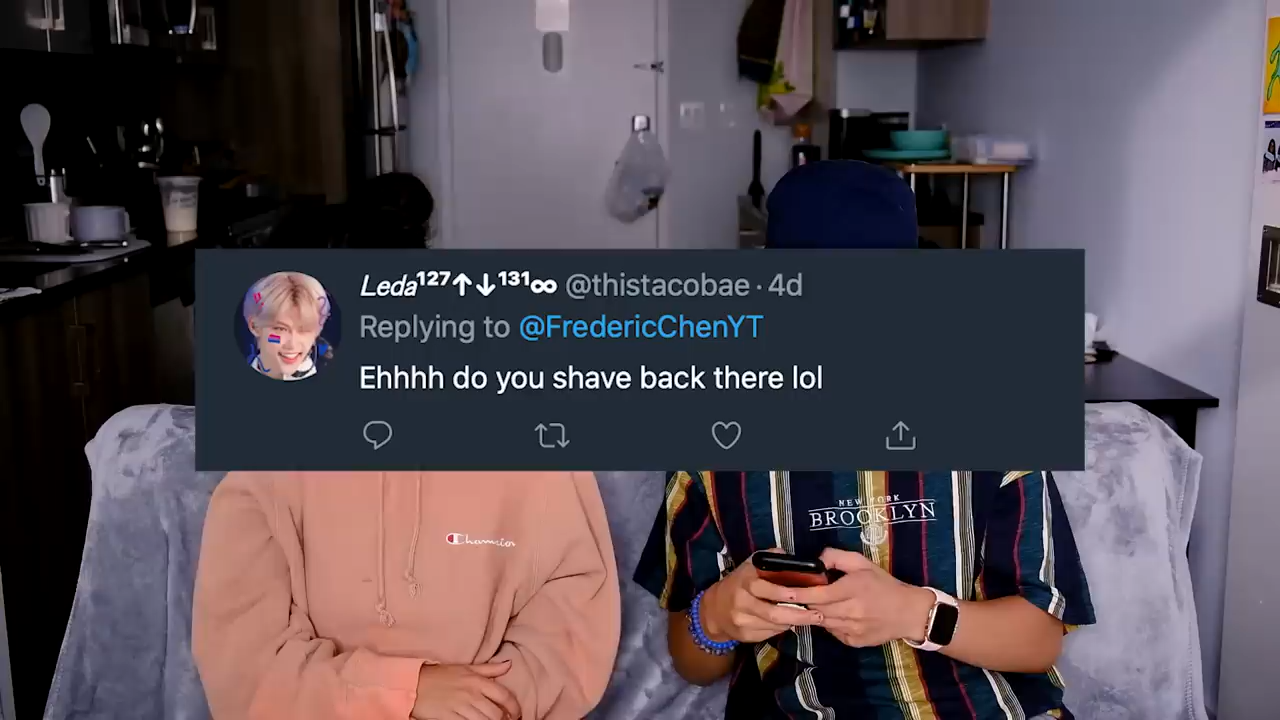 Leda¹²⁷↑↓¹³¹∞ @thistacobae · 4d
Replying to @FredericChenYT
Ehhhh do you shave back there lol
Champion
NEW YORK
BROOKLYN